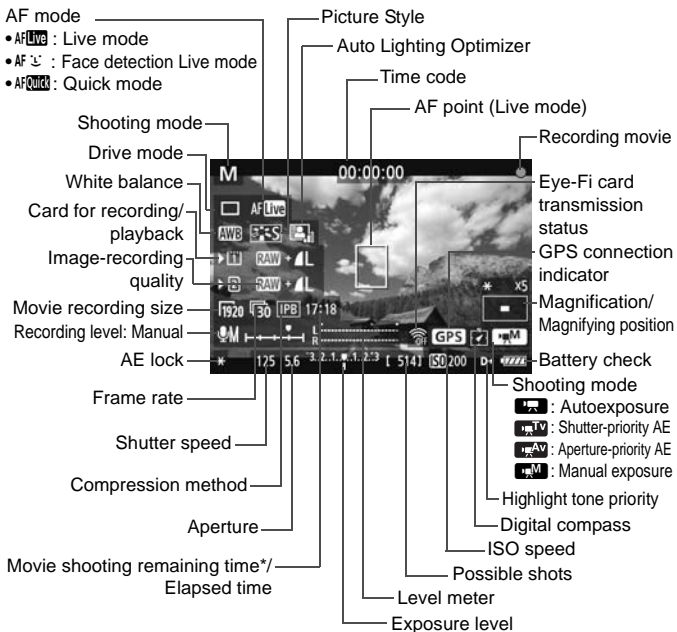 AF mode
• AF Live : Live mode
• AF : Face detection Live mode
• AF Quick : Quick mode
Picture Style
Auto Lighting Optimizer
Time code
AF point (Live mode)
Shooting mode
Recording movie
Drive mode
White balance
Card for recording/
playback
Image-recording
quality
Movie recording size
Recording level: Manual
AE lock
Frame rate
Shutter speed
Compression method
Aperture
Movie shooting remaining time*/
Elapsed time
M
00:00:00
AF Live
AWB
S
1
RAW + L
2
RAW + L
1920
30
IPB
17:18
M
L
R
OFF
GPS
M
X5
125
5.6
3..2..1..▼..1..2..3
[ 514]
ISO 200
D+
Eye-Fi card
transmission
status
GPS connection
indicator
Magnification/
Magnifying position
Battery check
Shooting mode
: Autoexposure
Tv : Shutter-priority AE
Av : Aperture-priority AE
M : Manual exposure
Highlight tone priority
Digital compass
ISO speed
Possible shots
Level meter
Exposure level